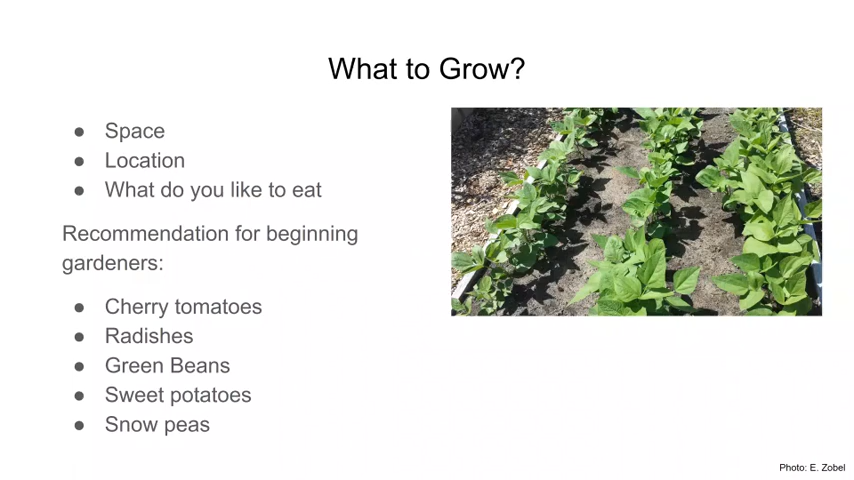 What to Grow?
● Space
● Location
● What do you like to eat
Recommendation for beginning
gardeners:
● Cherry tomatoes
● Radishes
● Green Beans
● Sweet potatoes
● Snow peas
Photo: E. Zobel